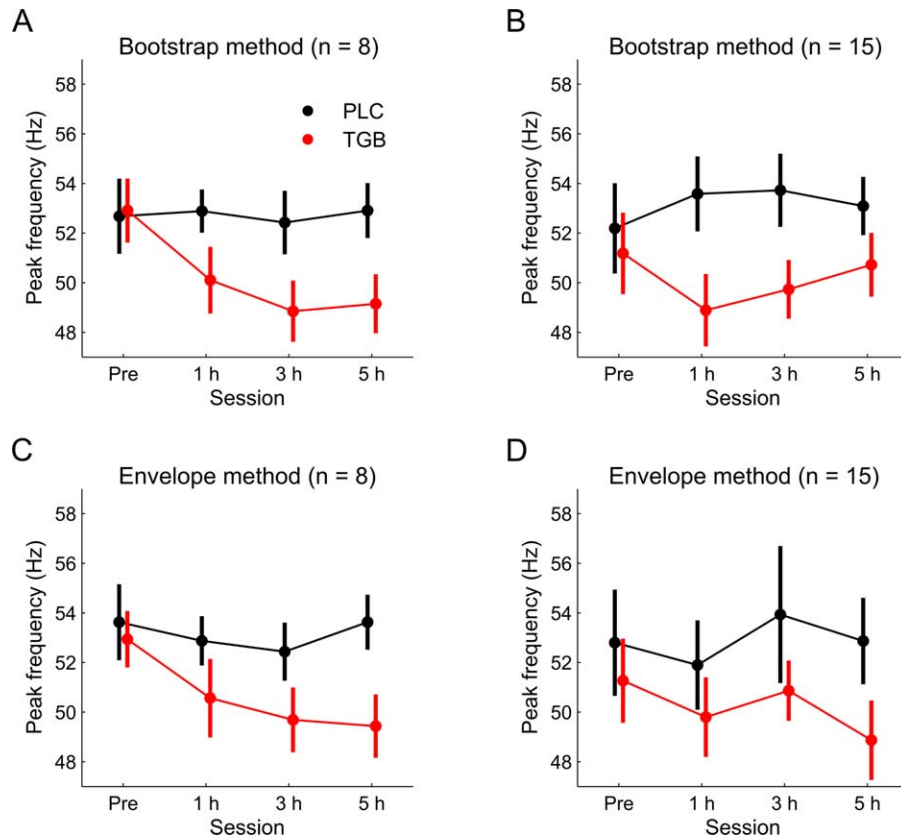 A
Bootstrap method (n = 8)
Peak frequency (Hz)
58
56
54
52
50
48
PLC
TGB
Pre 1 h 3 h 5 h
Session
B
Bootstrap method (n = 15)
Peak frequency (Hz)
58
56
54
52
50
48
Pre 1 h 3 h 5 h
Session
C
Envelope method (n = 8)
Peak frequency (Hz)
58
56
54
52
50
48
Pre 1 h 3 h 5 h
Session
D
Envelope method (n = 15)
Peak frequency (Hz)
58
56
54
52
50
48
Pre 1 h 3 h 5 h
Session